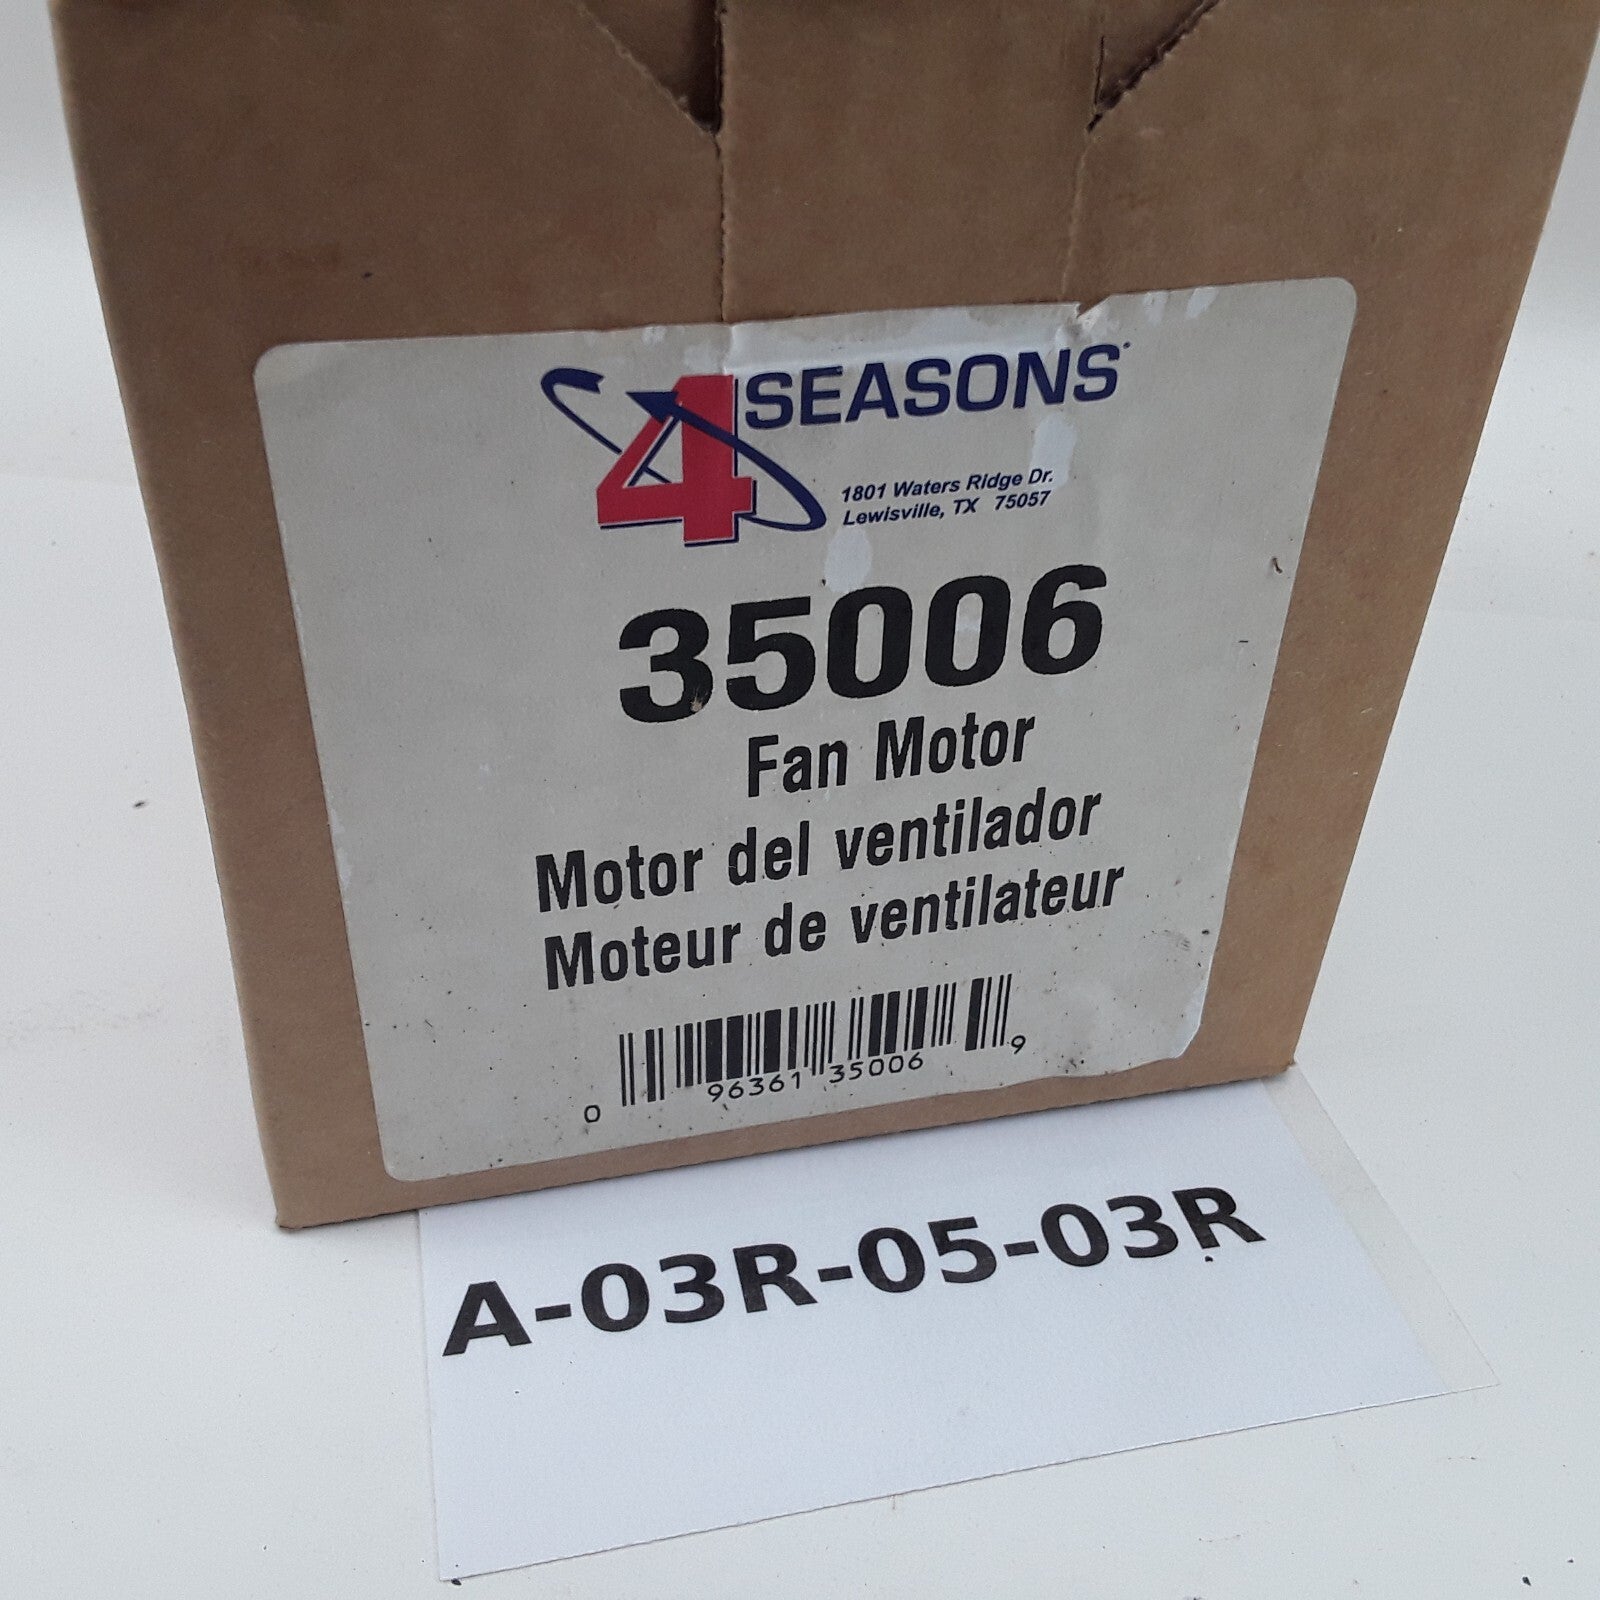 4 SEASONS
1801 Waters Ridge Dr.
Lewisville, TX 75057
35006
Fan Motor
Motor del ventilador
Moteur de ventilateur
0 96361 35006 9
A-03R-05-03R